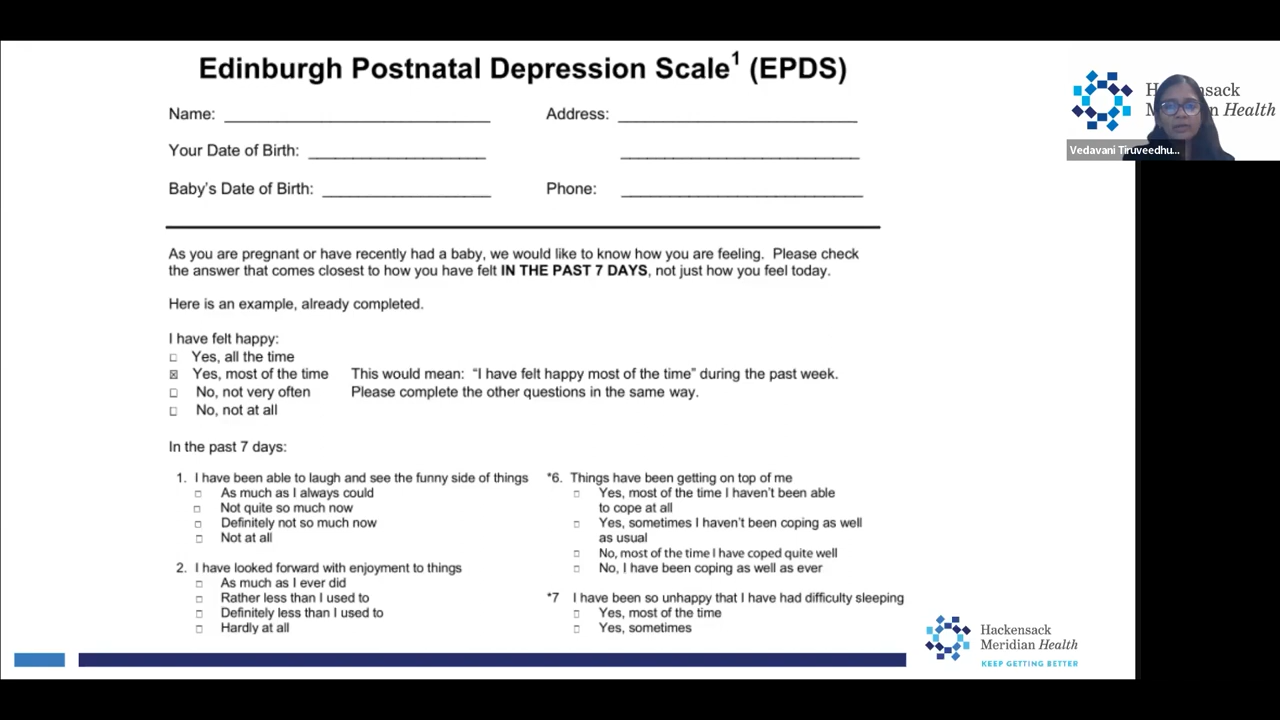 Edinburgh Postnatal Depression Scale1 (EPDS)
Name: ______________________________ Address: ______________________________
Your Date of Birth: ____________________ ______________________________
Baby's Date of Birth: ____________________ Phone: ______________________________
As you are pregnant or have recently had a baby, we would like to know how you are feeling. Please check
the answer that comes closest to how you have felt IN THE PAST 7 DAYS, not just how you feel today.
Here is an example, already completed.
I have felt happy:
☐ Yes, all the time
☒ Yes, most of the time This would mean: “I have felt happy most of the time” during the past week.
☐ No, not very often Please complete the other questions in the same way.
☐ No, not at all
In the past 7 days:
1. I have been able to laugh and see the funny side of things
☐ As much as I always could
☐ Not quite so much now
☐ Definitely not so much now
☐ Not at all
2. I have looked forward with enjoyment to things
☐ As much as I ever did
☐ Rather less than I used to
☐ Definitely less than I used to
☐ Hardly at all
*6. Things have been getting on top of me
☐ Yes, most of the time I haven't been able
to cope at all
☐ Yes, sometimes I haven't been coping as well
as usual
☐ No, most of the time I have coped quite well
☐ No, I have been coping as well as ever
*7 I have been so unhappy that I have had difficulty sleeping
☐ Yes, most of the time
☐ Yes, sometimes
Health
Vedavani Tiruveedhu...
Hackensack
Meridian Health
KEEP GETTING BETTER